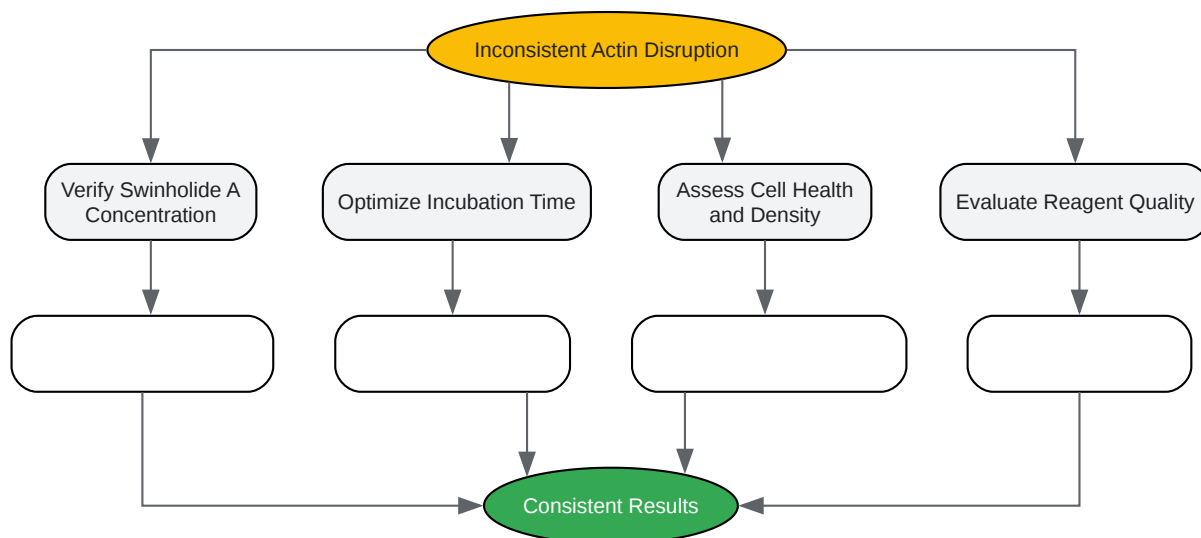 Inconsistent Actin Disruption
Verify Swinholide A
Concentration
Optimize Incubation Time
Assess Cell Health
and Density
Evaluate Reagent Quality
Consistent Results